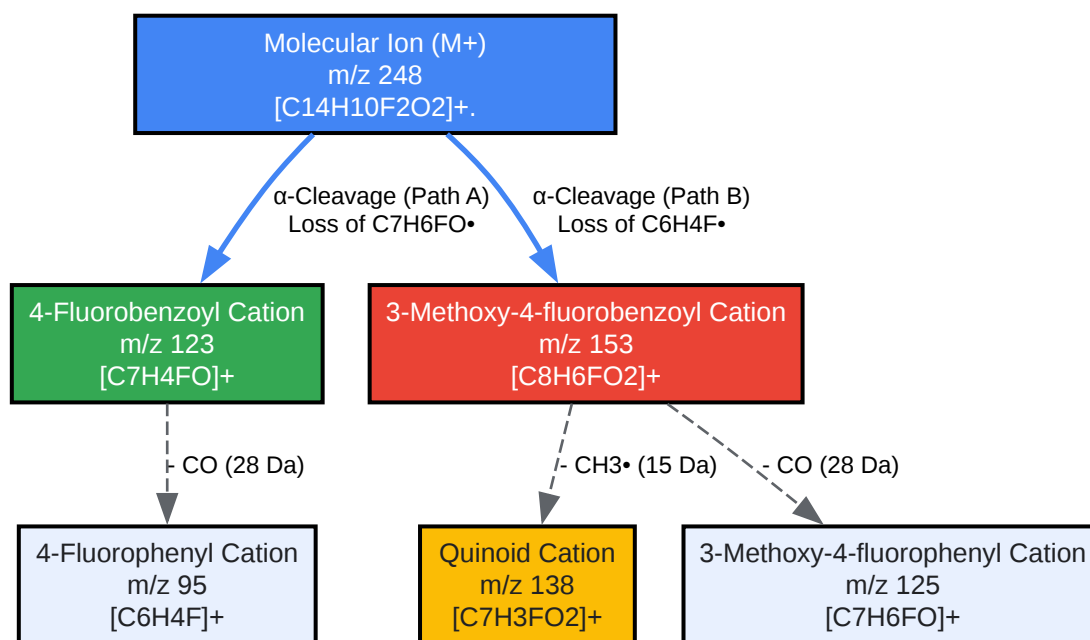 Molecular Ion (M+)
m/z 248
[C14H10F2O2]+.
α-Cleavage (Path A)
Loss of C7H6FO•
α-Cleavage (Path B)
Loss of C6H4F•
4-Fluorobenzoyl Cation
m/z 123
[C7H4FO]+
3-Methoxy-4-fluorobenzoyl Cation
m/z 153
[C8H6FO2]+
- CO (28 Da)
- CH3• (15 Da)
- CO (28 Da)
4-Fluorophenyl Cation
m/z 95
[C6H4F]+
Quinoid Cation
m/z 138
[C7H3FO2]+
3-Methoxy-4-fluorophenyl Cation
m/z 125
[C7H6FO]+